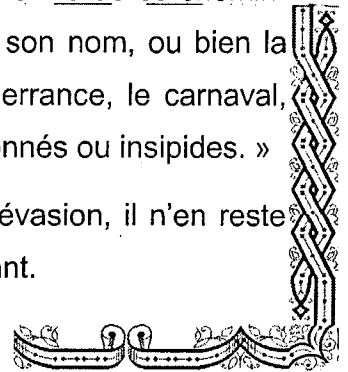 son nom, ou bien la
errance, le carnaval,
nnés ou insipides. »
évasion, il n'en reste
nt.